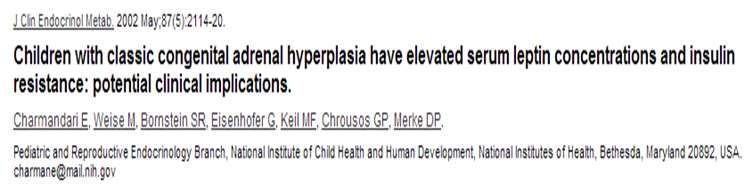 J Clin Endocrinol Metab. 2002 May;87(5):2114-20.
Children with classic congenital adrenal hyperplasia have elevated serum leptin concentrations and insulin
resistance: potential clinical implications.
Charmandari E, Weise M, Bornstein SR, Eisenhofer G, Keil MF, Chrousos GP, Merke DP.
Pediatric and Reproductive Endocrinology Branch, National Institute of Child Health and Human Development, National Institutes of Health, Bethesda, Maryland 20892, USA.
charmane@mail.nih.gov